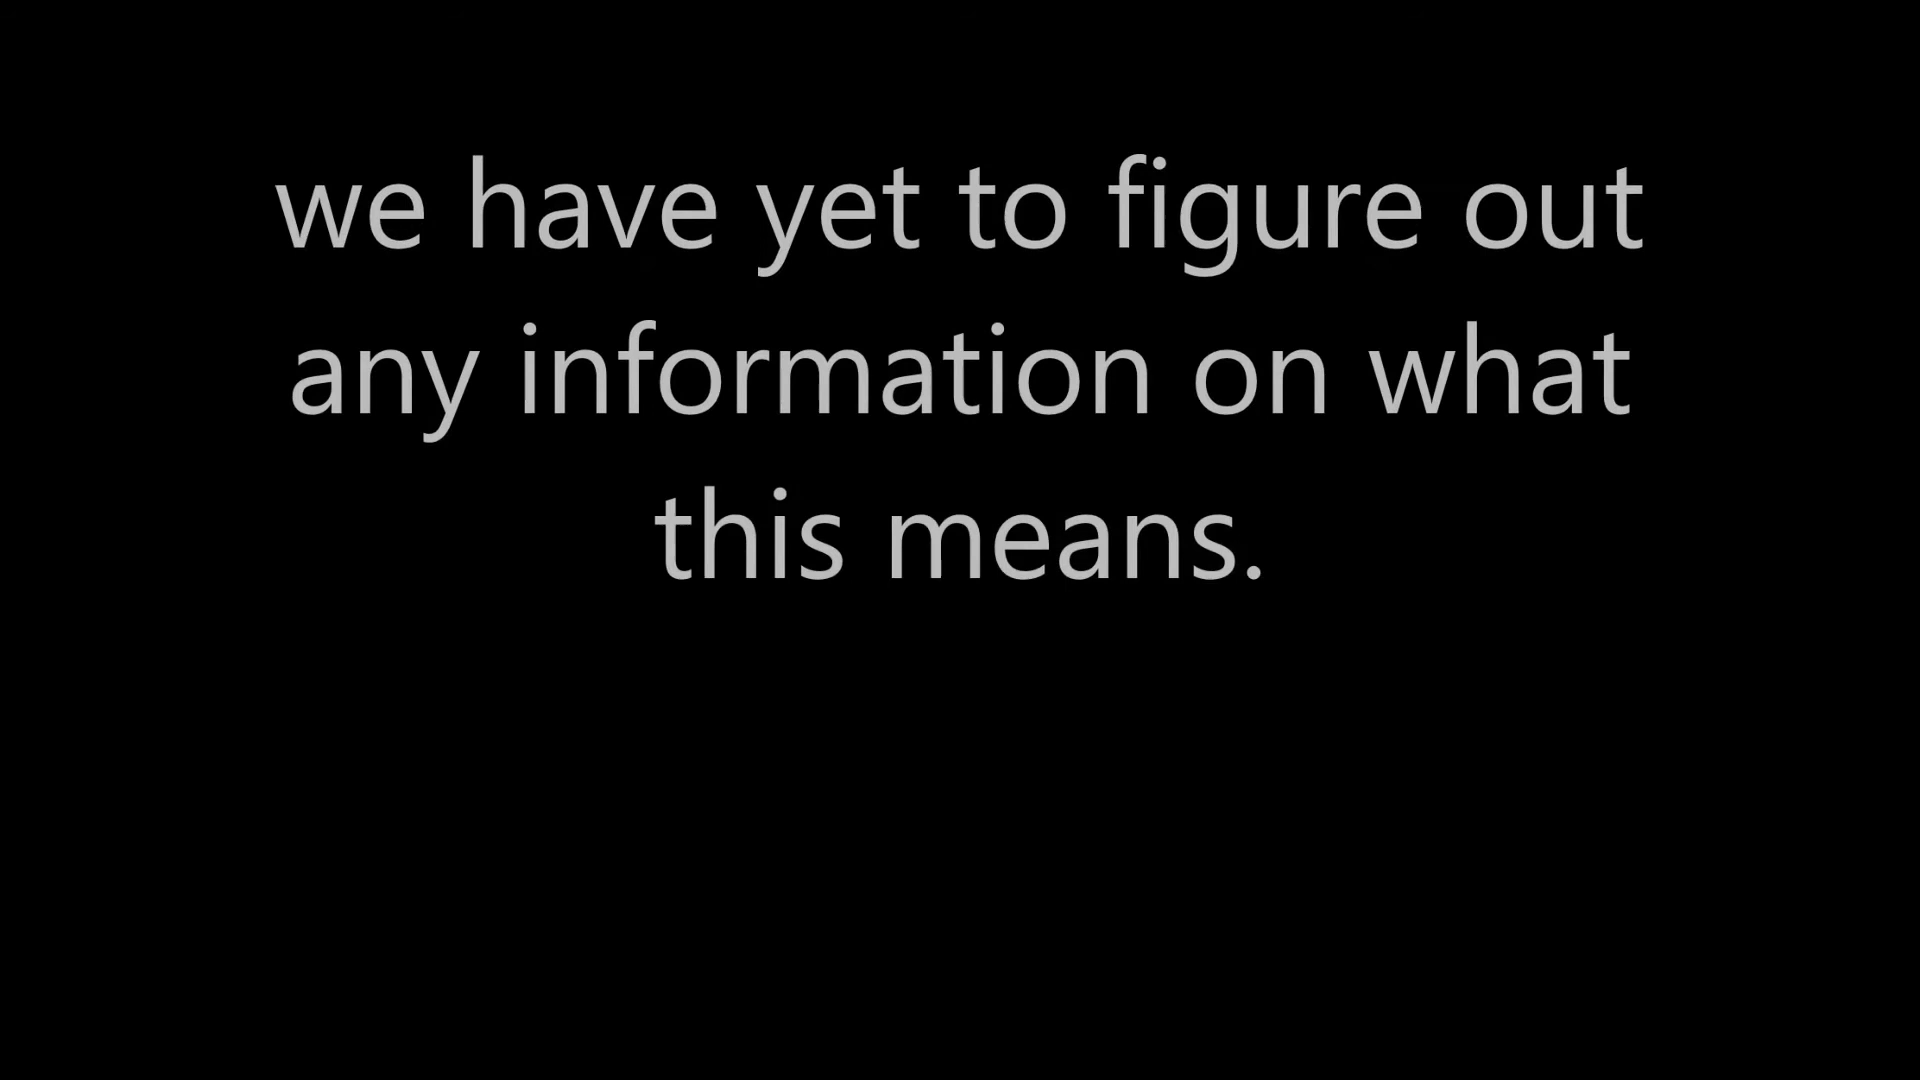 we have yet to figure out
any information on what
this means.